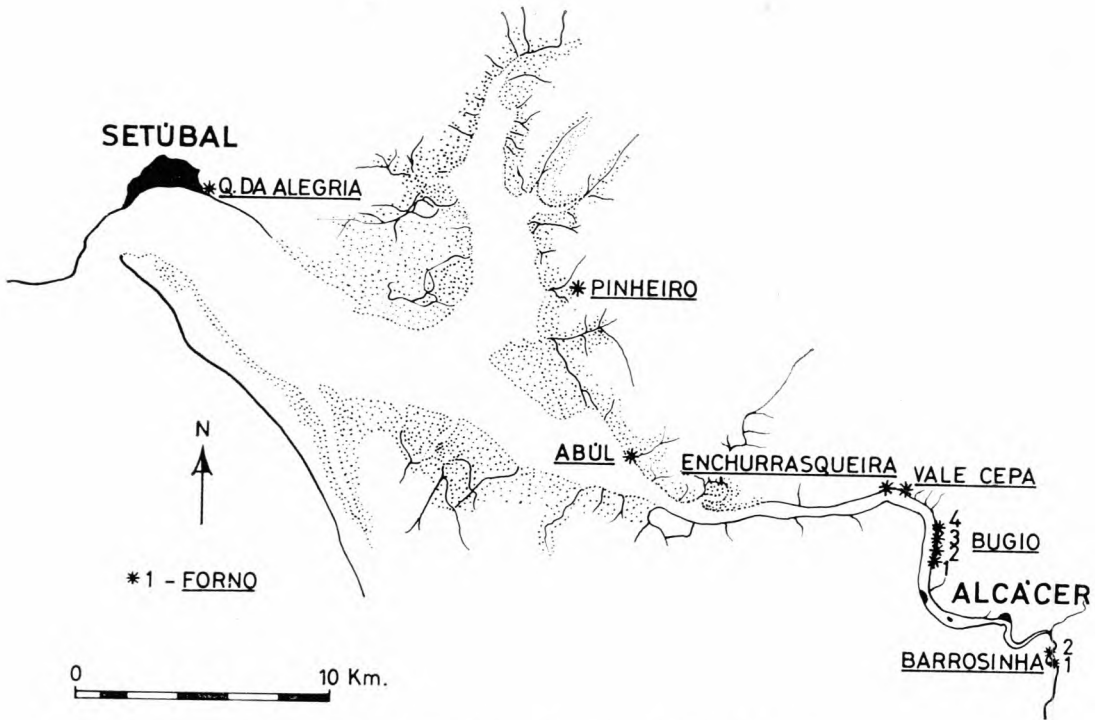 SETÚBAL
*Q. DA ALEGRIA
*PINHEIRO
N
ABÚL*
ENCHURRASQUEIRA
VALE CEPA
4
3
2
1
BUGIO
*1 - FORNO
ALCÁCER
BARROSINHA
2
1
0
10 Km.